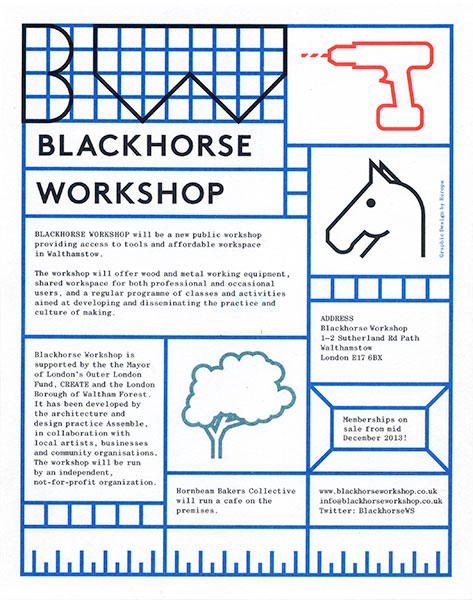 BW
BLACKHORSE
WORKSHOP
BLACKHORSE WORKSHOP will be a new public workshop
providing access to tools and affordable workspace
in Walthamstow.
The workshop will offer wood and metal working equipment,
shared workspace for both professional and occasional
users, and a regular programme of classes and activities
aimed at developing and disseminating the practice and
culture of making.
Graphic Design by Europa
ADDRESS
Blackhorse Workshop
1–2 Sutherland Rd Path
Walthamstow
London E17 6BX
Blackhorse Workshop is
supported by the the Mayor
of London's Outer London
Fund, CREATE and the London
Borough of Waltham Forest.
It has been developed by
the architecture and
design practice Assemble,
in collaboration with
local artists, businesses
and community organisations.
The workshop will be run
by an independent,
not-for-profit organization.
Memberships on
sale from mid
December 2013!
Hornbeam Bakers Collective
will run a cafe on the
premises.
www.blackhorseworkshop.co.uk
info@blackhorseworkshop.co.uk
Twitter: BlackhorseWS